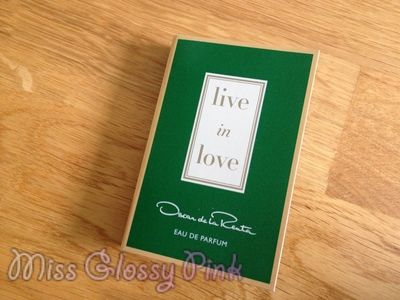 live
in
love
Oscar de la Renta
EAU DE PARFUM
Miss Glossy Pink